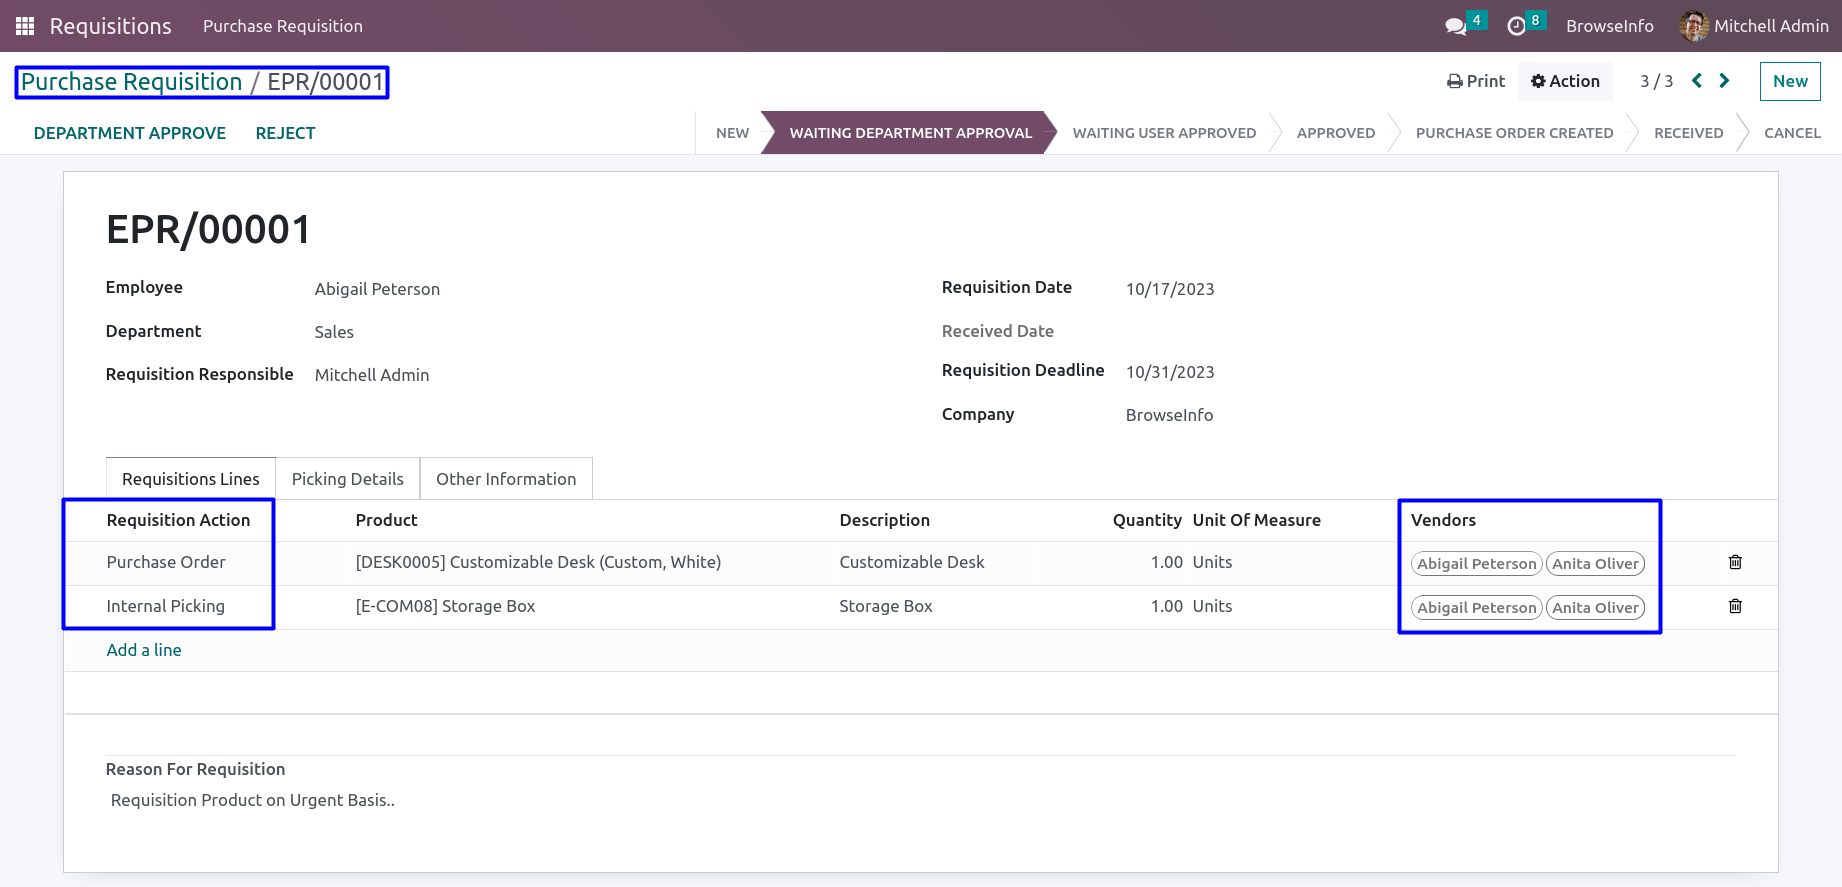 Requisitions Purchase Requisition 4 8 BrowseInfo Mitchell Admin
Purchase Requisition / EPR/00001 Print Action 3 / 3 New
DEPARTMENT APPROVE REJECT NEW WAITING DEPARTMENT APPROVAL WAITING USER APPROVED APPROVED PURCHASE ORDER CREATED RECEIVED CANCEL
EPR/00001
Employee Abigail Peterson Requisition Date 10/17/2023
Department Sales Received Date
Requisition Responsible Mitchell Admin Requisition Deadline 10/31/2023
Company BrowseInfo
Requisitions Lines Picking Details Other Information
Requisition Action Product Description Quantity Unit Of Measure Vendors
Purchase Order [DESK0005] Customizable Desk (Custom, White) Customizable Desk 1.00 Units Abigail Peterson Anita Oliver
Internal Picking [E-COM08] Storage Box Storage Box 1.00 Units Abigail Peterson Anita Oliver
Add a line
Reason For Requisition
Requisition Product on Urgent Basis..